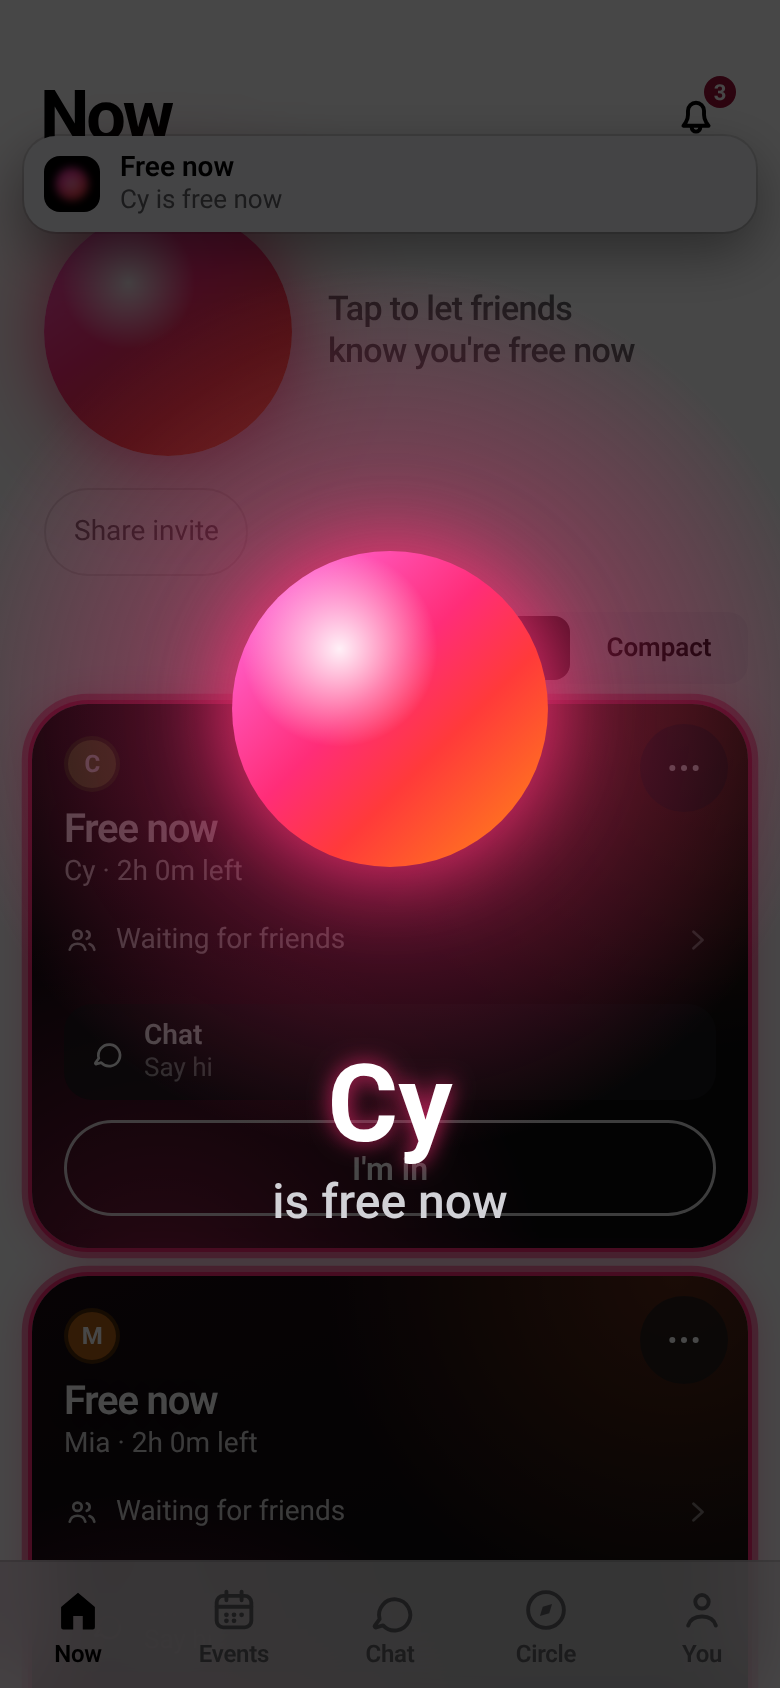 Now
3
Free now
Cy is free now
Tap to let friends
know you're free now
Share invite
Compact
C
Free now
Cy · 2h 0m left
Waiting for friends
Chat
Say hi
Cy
I'm in
is free now
M
Free now
Mia · 2h 0m left
Waiting for friends
Now
Events
Chat
Circle
You